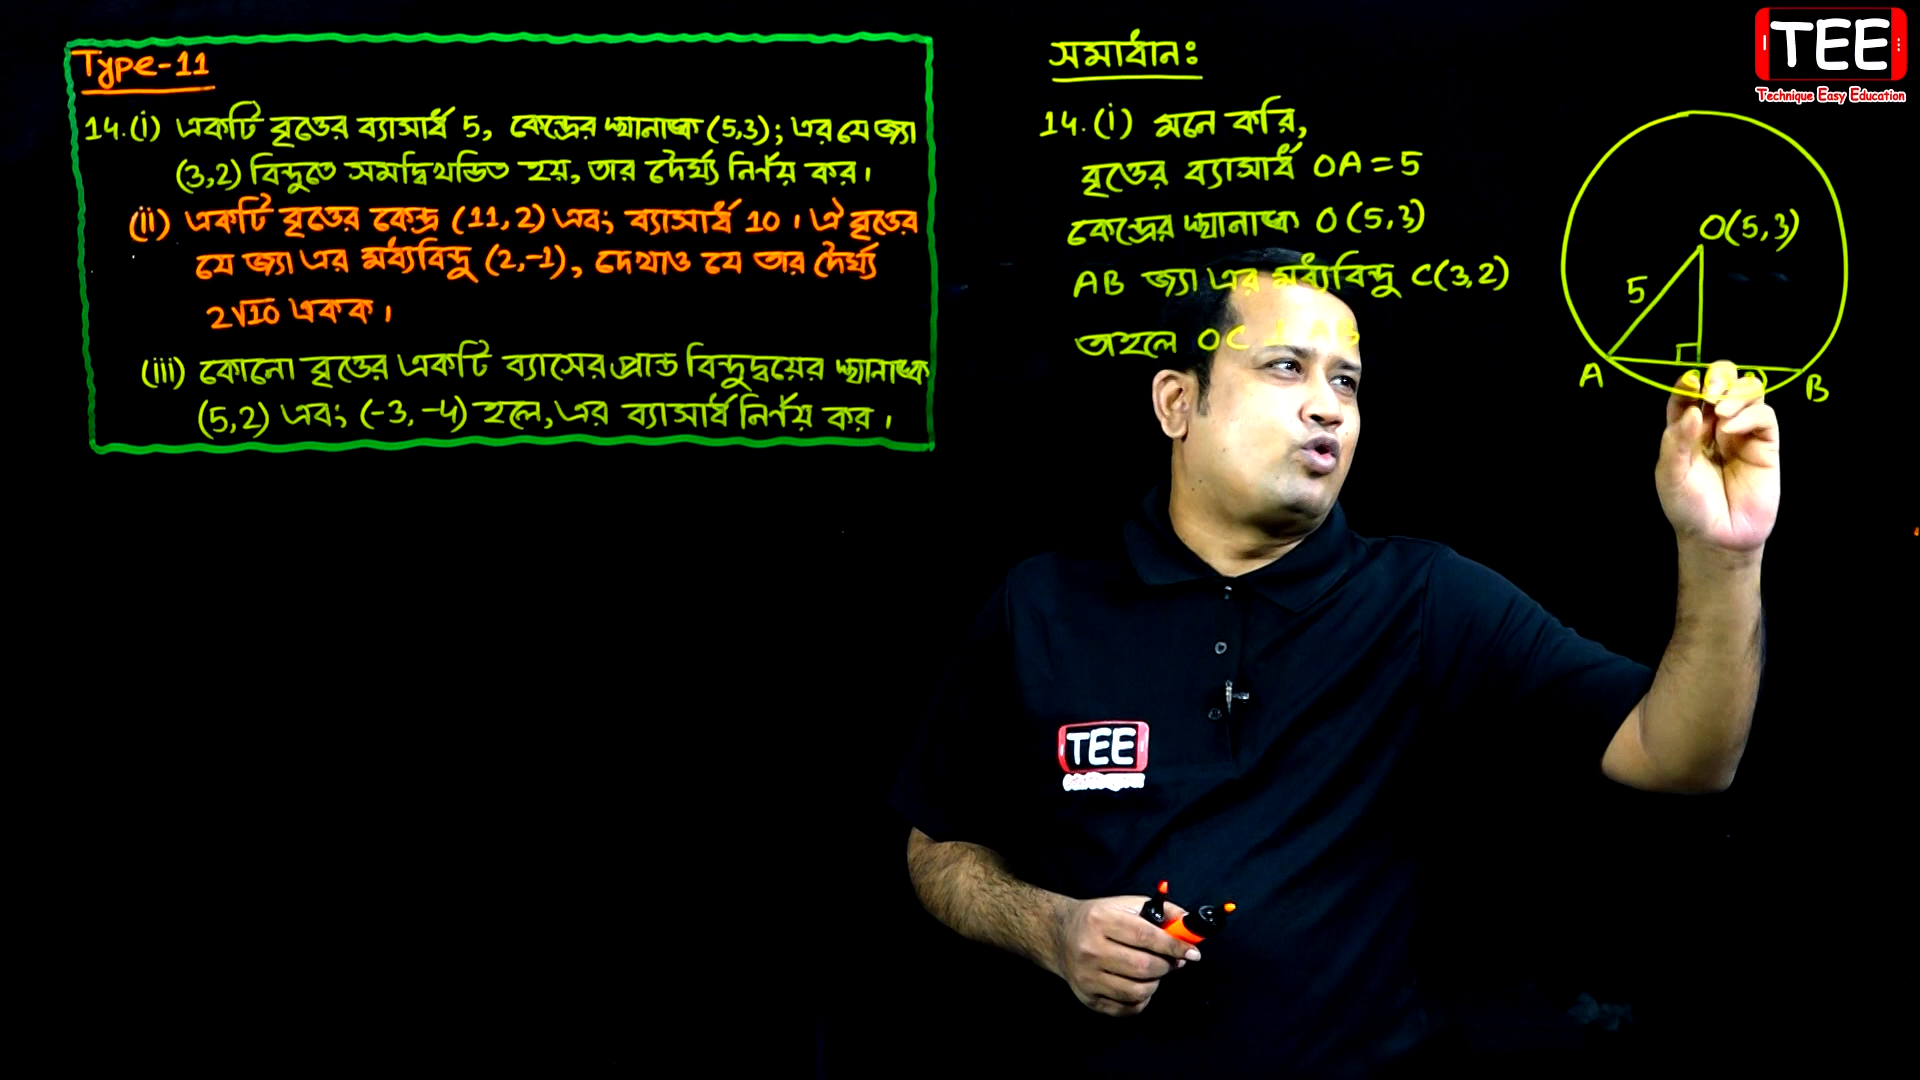 Type-11
14.(i) একটি বৃত্তের ব্যাসার্ধ 5, কেন্দ্রের স্থানাঙ্ক (5,3); এর যে জ্যা
(3,2) বিন্দুতে সমদ্বিখন্ডিত হয়, তার দৈর্ঘ্য নির্ণয় কর।
(ii) একটি বৃত্তের কেন্দ্র (11,2) এবং ব্যাসার্ধ 10। ঐ বৃত্তের
যে জ্যা এর মধ্যবিন্দু (2,-1), দেখাও যে তার দৈর্ঘ্য
2√10 একক।
(iii) কোনো বৃত্তের একটি ব্যাসের প্রান্ত বিন্দুদ্বয়ের স্থানাঙ্ক
(5,2) এবং (-3,-4) হলে, এর ব্যাসার্ধ নির্ণয় কর।
সমাধানঃ
14.(i) মনে করি,
বৃত্তের ব্যাসার্ধ OA = 5
কেন্দ্রের স্থানাঙ্ক O (5,3)
AB জ্যা এর মধ্যবিন্দু C(3,2)
তাহলে OC ⊥ AB
O(5,3)
5
A
B
TEE
Technique Easy Education
TEE